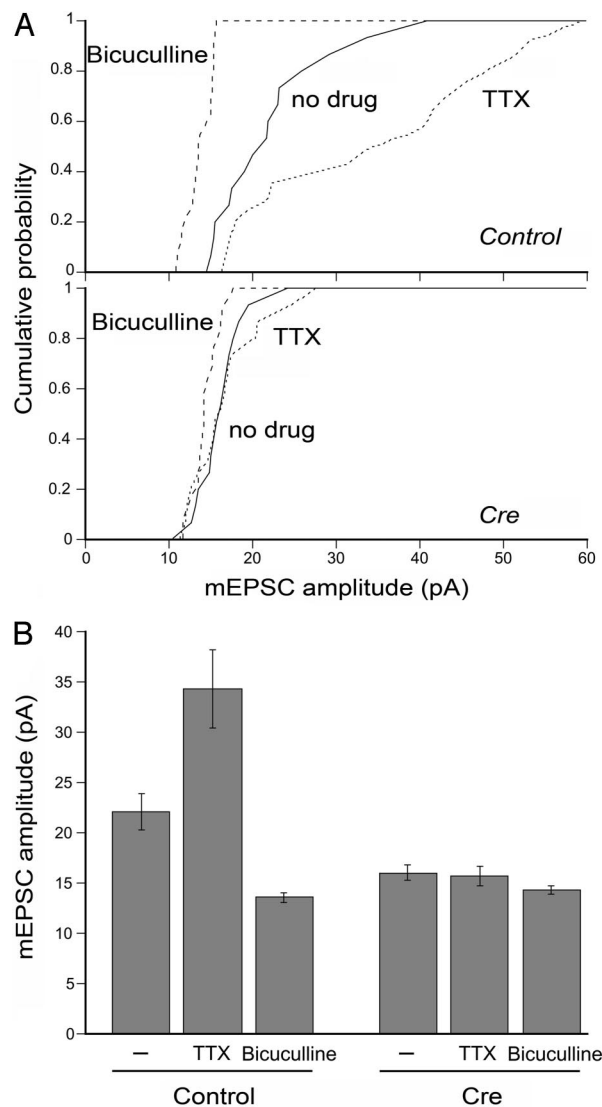 A
1
Bicuculline
no drug
TTX
0.8
0.6
0.4
0.2
Control
0
Cumulative probability
1
Bicuculline
TTX
0.8
0.6
no drug
0.4
0.2
Cre
0
0 10 20 30 40 50 60
mEPSC amplitude (pA)
B
40
35
30
25
20
15
10
5
0
mEPSC amplitude (pA)
– TTX Bicuculline – TTX Bicuculline
Control Cre